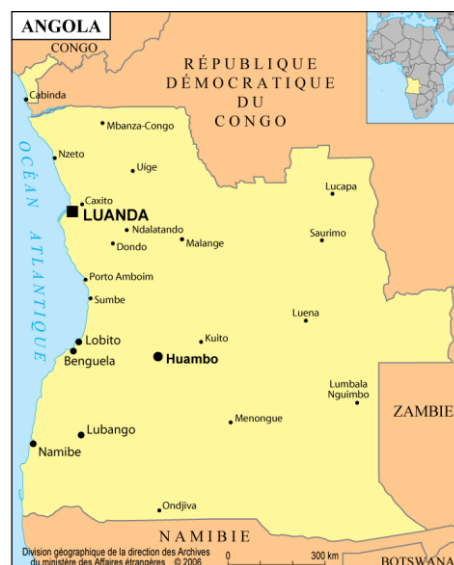 ANGOLA
CONGO
RÉPUBLIQUE
DÉMOCRATIQUE
DU
CONGO
Cabinda
Mbanza-Congo
Nzeto
Uíge
Lucapa
OCÉAN ATLANTIQUE
Caxito
LUANDA
Ndalatando
Saurimo
Dondo
Malange
Porto Amboim
Sumbe
Luena
Lobito
Kuito
Benguela
Huambo
Lumbala
Nguimbo
ZAMBIE
Menongue
Lubango
Namibe
Ondjiva
NAMIBIE
Division géographique de la direction des Archives
du ministère des Affaires étrangères © 2006
0
300 km
BOTSWANA